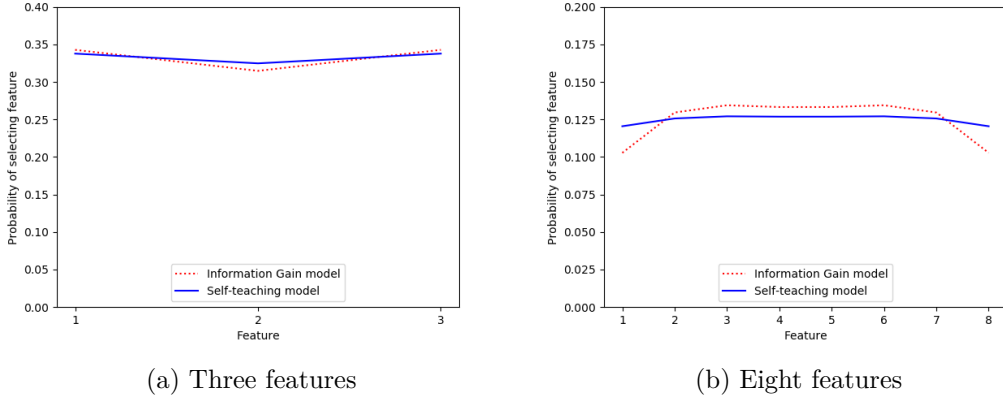 0.40
0.35
0.30
0.25
0.20
0.15
0.10
0.05
0.00
Probability of selecting feature
Information Gain model
Self-teaching model
1 2 3
Feature
(a) Three features
0.200
0.175
0.150
0.125
0.100
0.075
0.050
0.025
0.000
Probability of selecting feature
Information Gain model
Self-teaching model
1 2 3 4 5 6 7 8
Feature
(b) Eight features